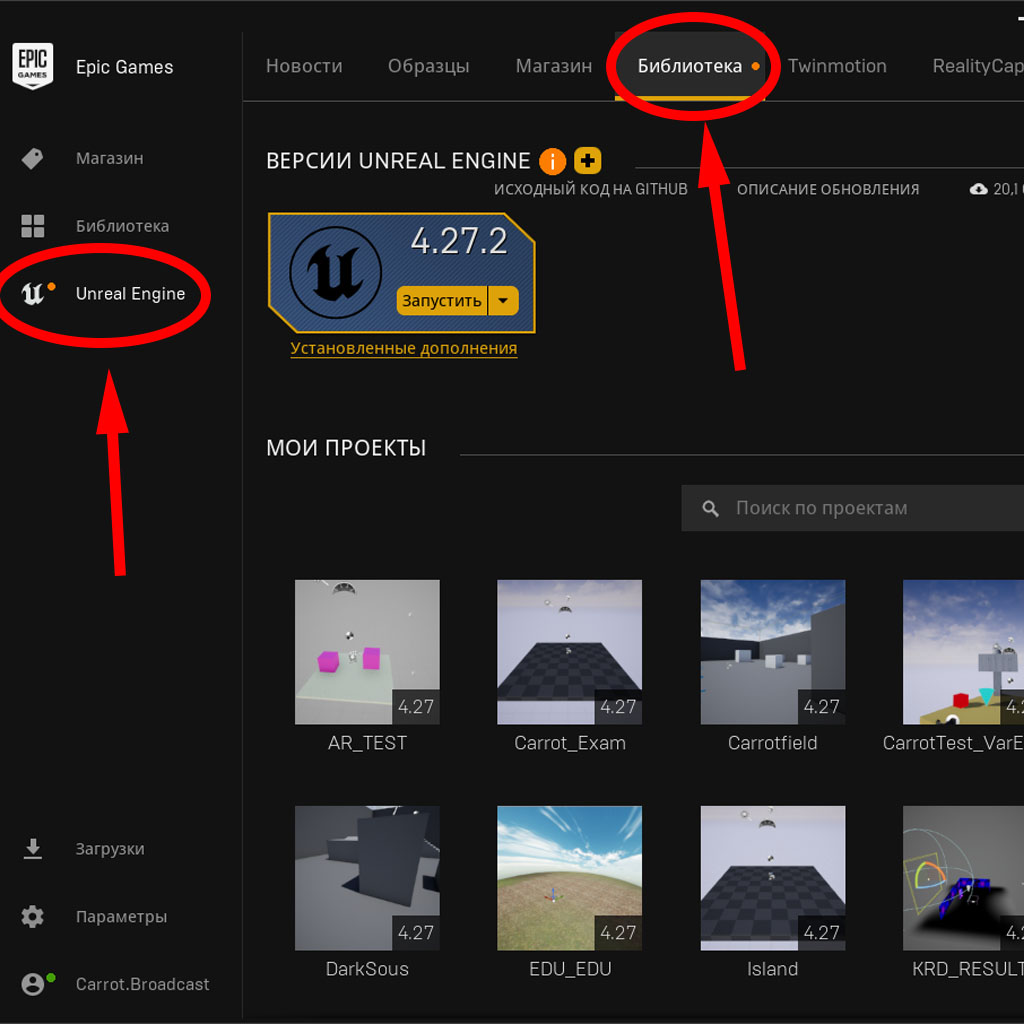 EPIC GAMES
Epic Games
Магазин
Библиотека
Unreal Engine
Загрузки
Параметры
Carrot.Broadcast
Новости Образцы Магазин Библиотека Twinmotion RealityCap
ВЕРСИИ UNREAL ENGINE
ИСХОДНЫЙ КОД НА GITHUB ОПИСАНИЕ ОБНОВЛЕНИЯ 20,1
4.27.2
Запустить
Установленные дополнения
МОИ ПРОЕКТЫ
Поиск по проектам
4.27 4.27 4.27 4.2
AR_TEST Carrot_Exam Carrotfield CarrotTest_VarE
4.27 4.27 4.27 4.2
DarkSous EDU_EDU Island KRD_RESULT